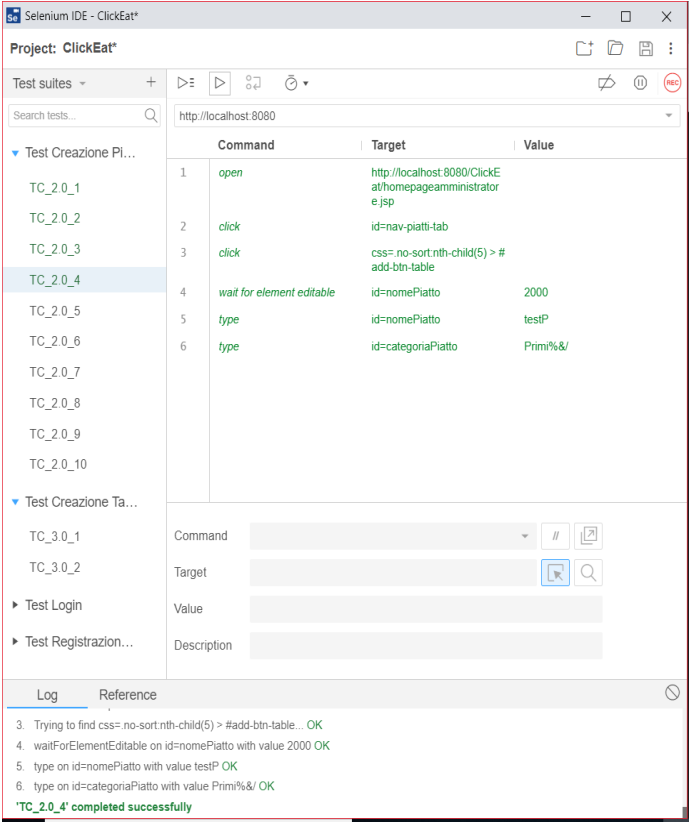 Selenium IDE - ClickEat*
Project: ClickEat*
Test suites
Search tests...
Test Creazione Pi...
TC_2.0_1
TC_2.0_2
TC_2.0_3
TC_2.0_4
TC_2.0_5
TC_2.0_6
TC_2.0_7
TC_2.0_8
TC_2.0_9
TC_2.0_10
Test Creazione Ta...
TC_3.0_1
TC_3.0_2
Test Login
Test Registrazion...
REC
http://localhost:8080
Command Target Value
1 open http://localhost:8080/ClickE
at/homepageamministrator
e.jsp
2 click id=nav-piatti-tab
3 click css=.no-sort:nth-child(5) > #
add-btn-table
4 wait for element editable id=nomePiatto 2000
5 type id=nomePiatto testP
6 type id=categoriaPiatto Primi%&/
Command //
Target
Value
Description
Log Reference
3. Trying to find css=.no-sort:nth-child(5) > #add-btn-table... OK
4. waitForElementEditable on id=nomePiatto with value 2000 OK
5. type on id=nomePiatto with value testP OK
6. type on id=categoriaPiatto with value Primi%&/ OK
'TC_2.0_4' completed successfully